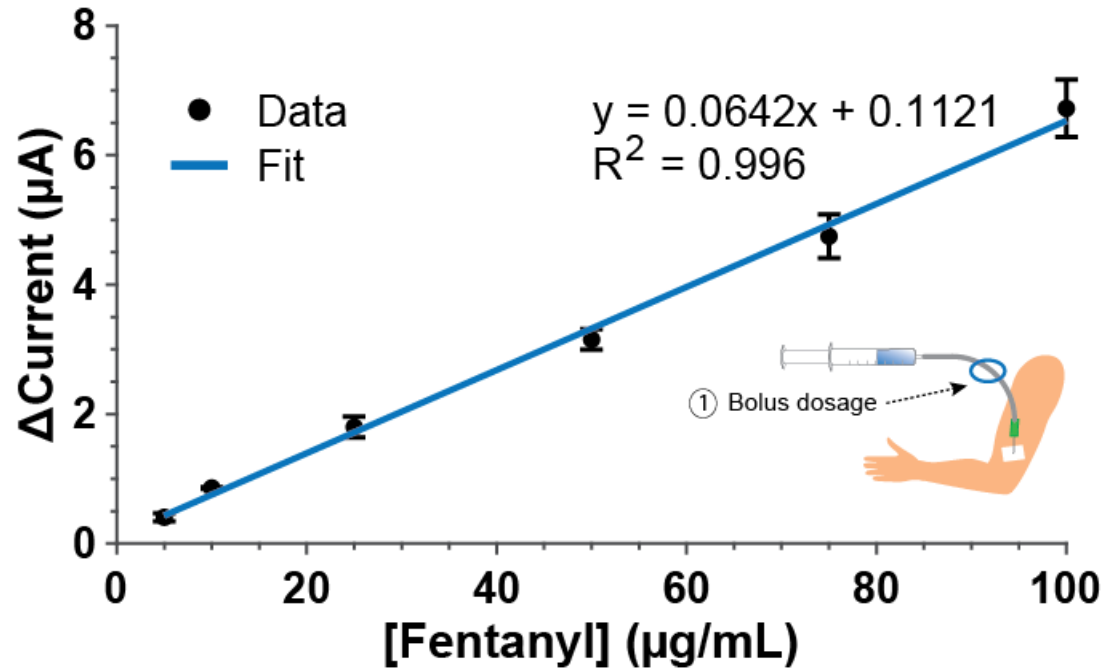 8
6
4
2
0
ΔCurrent (µA)
Data
Fit
y = 0.0642x + 0.1121
R² = 0.996
① Bolus dosage
0 20 40 60 80 100
[Fentanyl] (µg/mL)